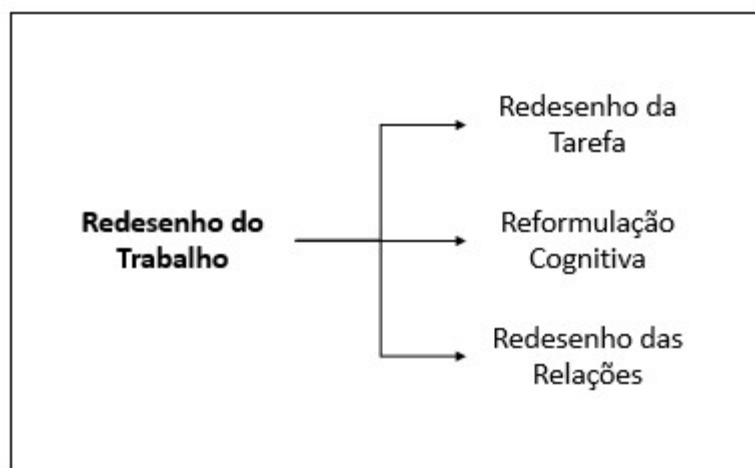 Redesenho da
Tarefa
Redesenho do
Trabalho
Reformulação
Cognitiva
Redesenho das
Relações